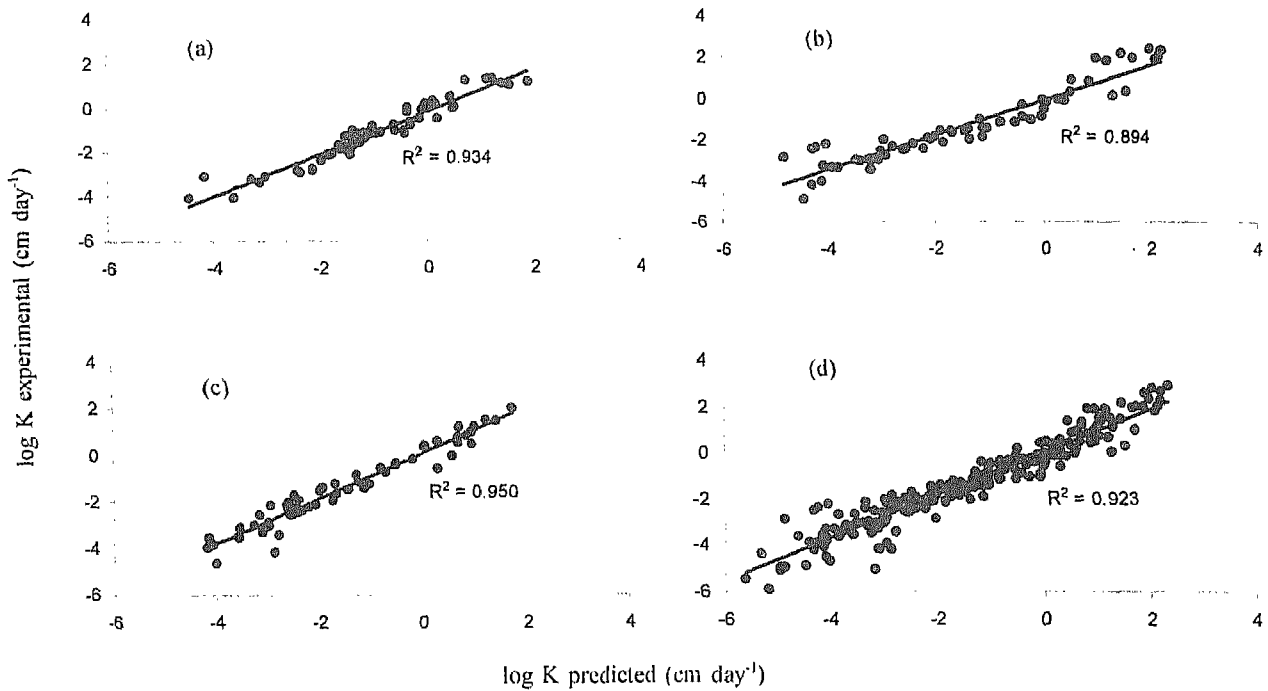 (a)
4
2
0
-2
-4
-6
-6 -4 -2 0 2 4
R² = 0.934
(b)
4
2
0
-2
-4
-6
-6 -4 -2 0 2 4
R² = 0.894
(c)
4
2
0
-2
-4
-6
-6 -4 -2 0 2 4
R² = 0.950
(d)
4
2
0
-2
-4
-6
-6 -4 -2 0 2 4
R² = 0.923
log K experimental (cm day⁻¹)
log K predicted (cm day⁻¹)